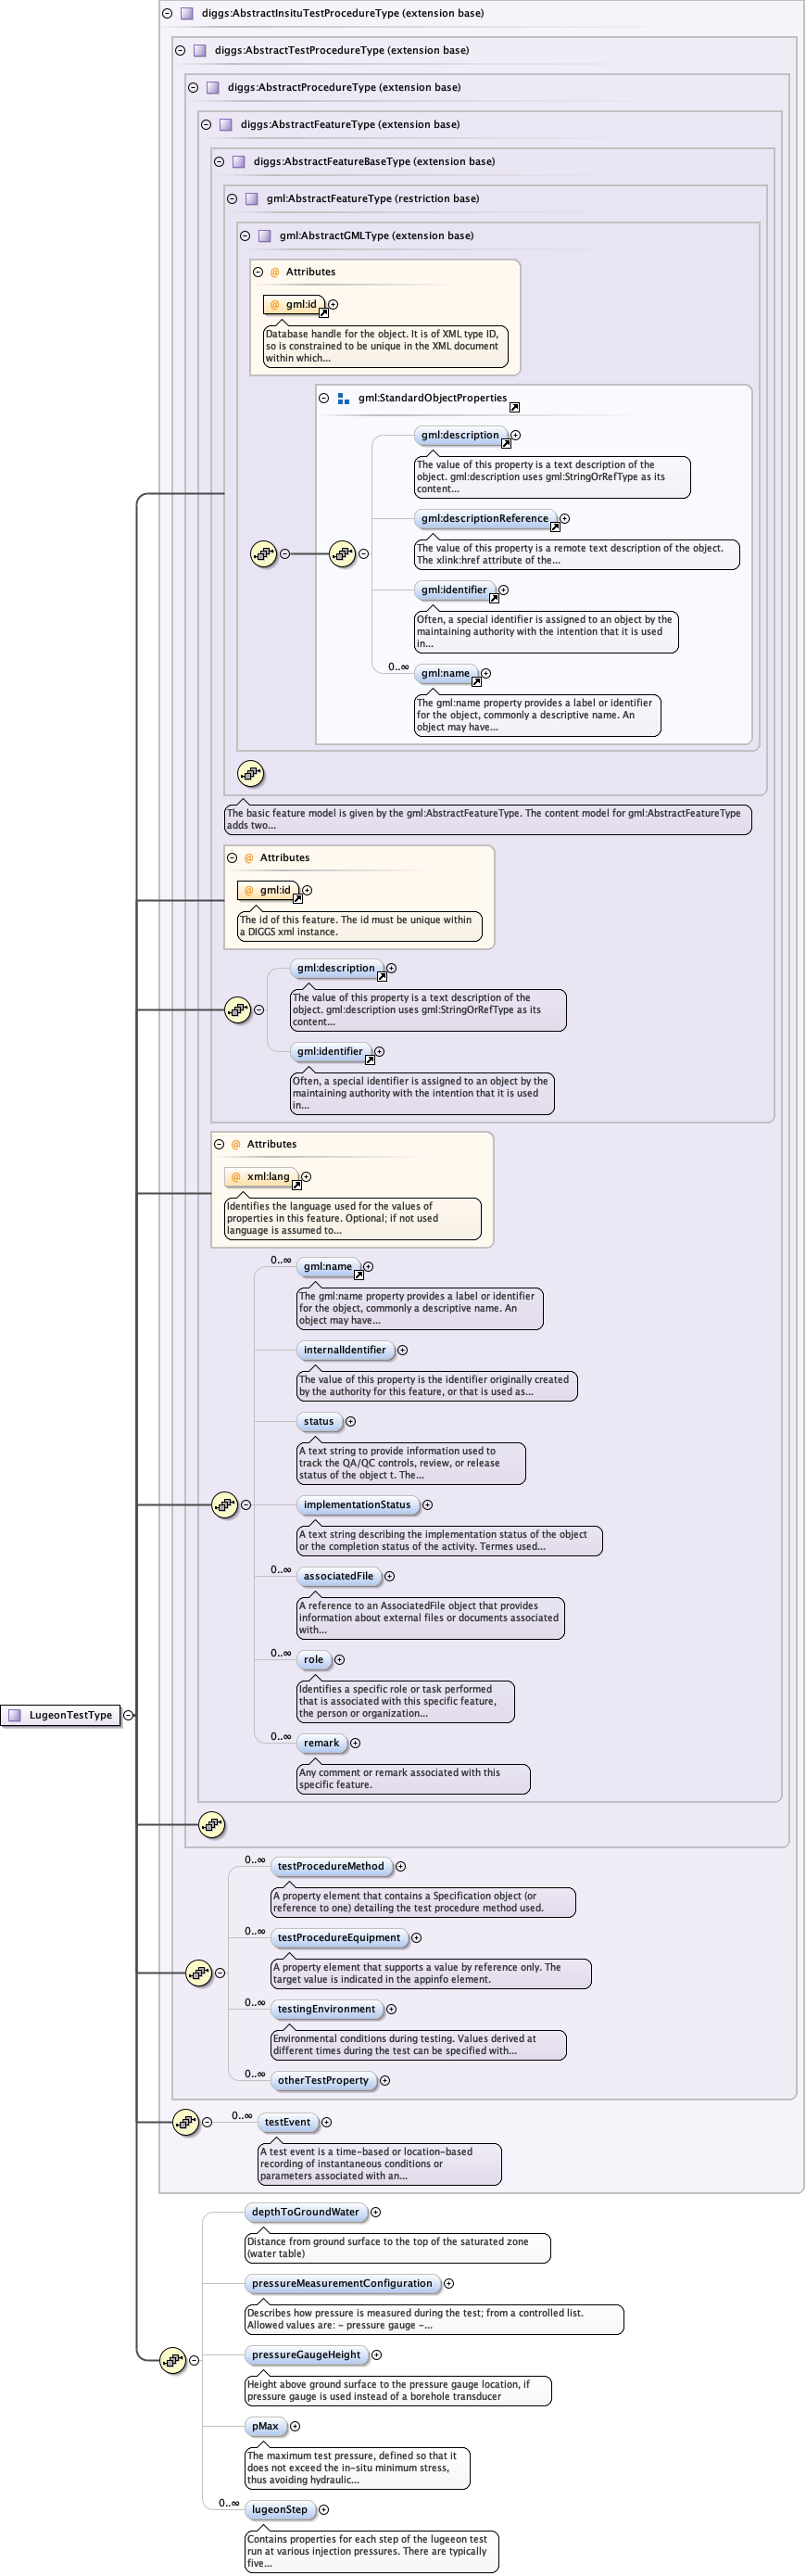 diggs:AbstractInsituTestProcedureType (extension base)
diggs:AbstractTestProcedureType (extension base)
diggs:AbstractProcedureType (extension base)
diggs:AbstractFeatureType (extension base)
diggs:AbstractFeatureBaseType (extension base)
gml:AbstractFeatureType (restriction base)
gml:AbstractGMLType (extension base)
@ Attributes
@ gml:id
Database handle for the object. It is of XML type ID,
so is constrained to be unique in the XML document
within which...
gml:StandardObjectProperties
gml:description
The value of this property is a text description of the
object. gml:description uses gml:StringOrRefType as its
content...
gml:descriptionReference
The value of this property is a remote text description of the object.
The xlink:href attribute of the...
gml:identifier
Often, a special identifier is assigned to an object by the
maintaining authority with the intention that it is used
in...
0..∞
gml:name
The gml:name property provides a label or identifier
for the object, commonly a descriptive name. An
object may have...
The basic feature model is given by the gml:AbstractFeatureType. The content model for gml:AbstractFeatureType
adds two...
@ Attributes
@ gml:id
The id of this feature. The id must be unique within
a DIGGS xml instance.
gml:description
The value of this property is a text description of the
object. gml:description uses gml:StringOrRefType as its
content...
gml:identifier
Often, a special identifier is assigned to an object by the
maintaining authority with the intention that it is used
in...
@ Attributes
@ xml:lang
Identifies the language used for the values of
properties in this feature. Optional; if not used
language is assumed to...
0..∞
gml:name
The gml:name property provides a label or identifier
for the object, commonly a descriptive name. An
object may have...
internalIdentifier
The value of this property is the identifier originally created
by the authority for this feature, or that is used as...
status
A text string to provide information used to
track the QA/QC controls, review, or release
status of the object t. The...
implementationStatus
A text string describing the implementation status of the object
or the completion status of the activity. Termes used...
0..∞
associatedFile
A reference to an AssociatedFile object that provides
information about external files or documents associated
with...
0..∞
role
Identifies a specific role or task performed
that is associated with this specific feature,
the person or organization...
LugeonTestType
0..∞
remark
Any comment or remark associated with this
specific feature.
0..∞
testProcedureMethod
A property element that contains a Specification object (or
reference to one) detailing the test procedure method used.
0..∞
testProcedureEquipment
A property element that supports a value by reference only. The
target value is indicated in the appinfo element.
0..∞
testingEnvironment
Environmental conditions during testing. Values derived at
different times during the test can be specified with...
0..∞
otherTestProperty
0..∞
testEvent
A test event is a time-based or location-based
recording of instantaneous conditions or
parameters associated with an...
depthToGroundWater
Distance from ground surface to the top of the saturated zone
(water table)
pressureMeasurementConfiguration
Describes how pressure is measured during the test; from a controlled list.
Allowed values are: - pressure gauge -...
pressureGaugeHeight
Height above ground surface to the pressure gauge location, if
pressure gauge is used instead of a borehole transducer
pMax
The maximum test pressure, defined so that it
does not exceed the in-situ minimum stress,
thus avoiding hydraulic...
0..∞
lugeonStep
Contains properties for each step of the lugeeon test
run at various injection pressures. There are typically
five...